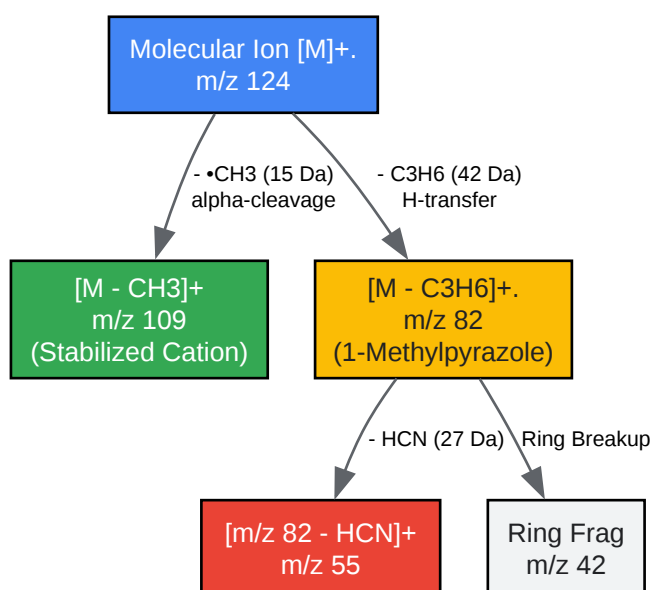 Molecular Ion [M]+.
m/z 124
- •CH3 (15 Da)
alpha-cleavage
- C3H6 (42 Da)
H-transfer
[M - CH3]+
m/z 109
(Stabilized Cation)
[M - C3H6]+.
m/z 82
(1-Methylpyrazole)
- HCN (27 Da)
Ring Breakup
[m/z 82 - HCN]+
m/z 55
Ring Frag
m/z 42